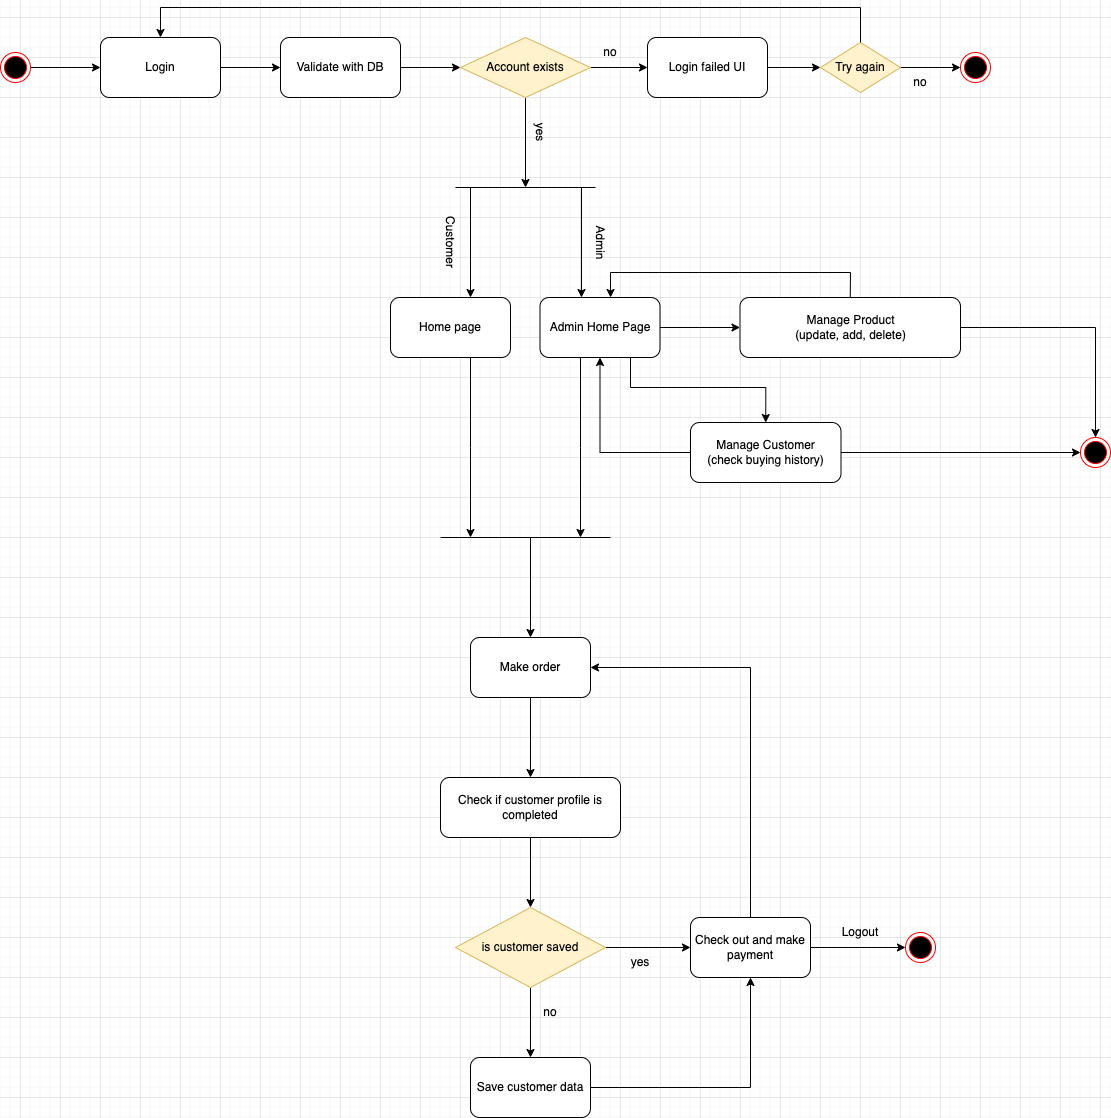 Login
Validate with DB
Account exists
no
Login failed UI
Try again
no
yes
Customer
Admin
Home page
Admin Home Page
Manage Product
(update, add, delete)
Manage Customer
(check buying history)
Make order
Check if customer profile is
completed
is customer saved
yes
Check out and make
payment
Logout
no
Save customer data